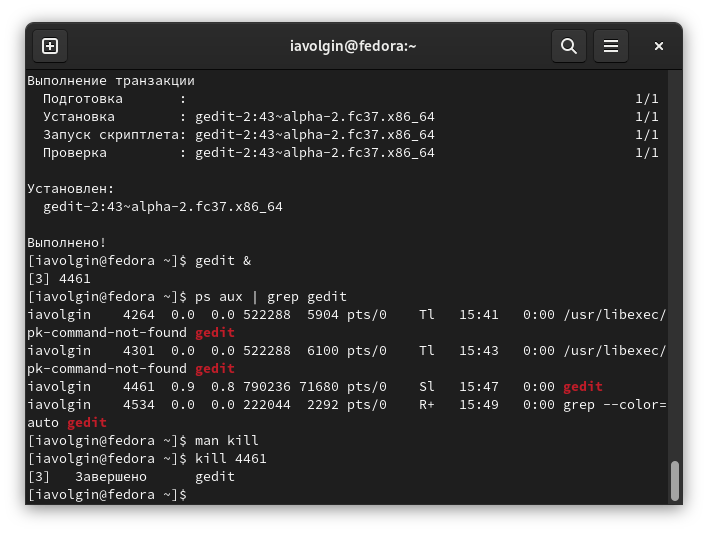 iavolgin@fedora:~
Выполнение транзакции
  Подготовка       :                                                        1/1
  Установка        : gedit-2:43~alpha-2.fc37.x86_64                         1/1
  Запуск скриптлета: gedit-2:43~alpha-2.fc37.x86_64                         1/1
  Проверка         : gedit-2:43~alpha-2.fc37.x86_64                         1/1
Установлен:
  gedit-2:43~alpha-2.fc37.x86_64
Выполнено!
[iavolgin@fedora ~]$ gedit &
[3] 4461
[iavolgin@fedora ~]$ ps aux | grep gedit
iavolgin    4264  0.0  0.0 522288  5904 pts/0    Tl   15:41   0:00 /usr/libexec/
pk-command-not-found gedit
iavolgin    4301  0.0  0.0 522288  6100 pts/0    Tl   15:43   0:00 /usr/libexec/
pk-command-not-found gedit
iavolgin    4461  0.9  0.8 790236 71680 pts/0    Sl   15:47   0:00 gedit
iavolgin    4534  0.0  0.0 222044  2292 pts/0    R+   15:49   0:00 grep --color=
auto gedit
[iavolgin@fedora ~]$ man kill
[iavolgin@fedora ~]$ kill 4461
[3]   Завершено      gedit
[iavolgin@fedora ~]$